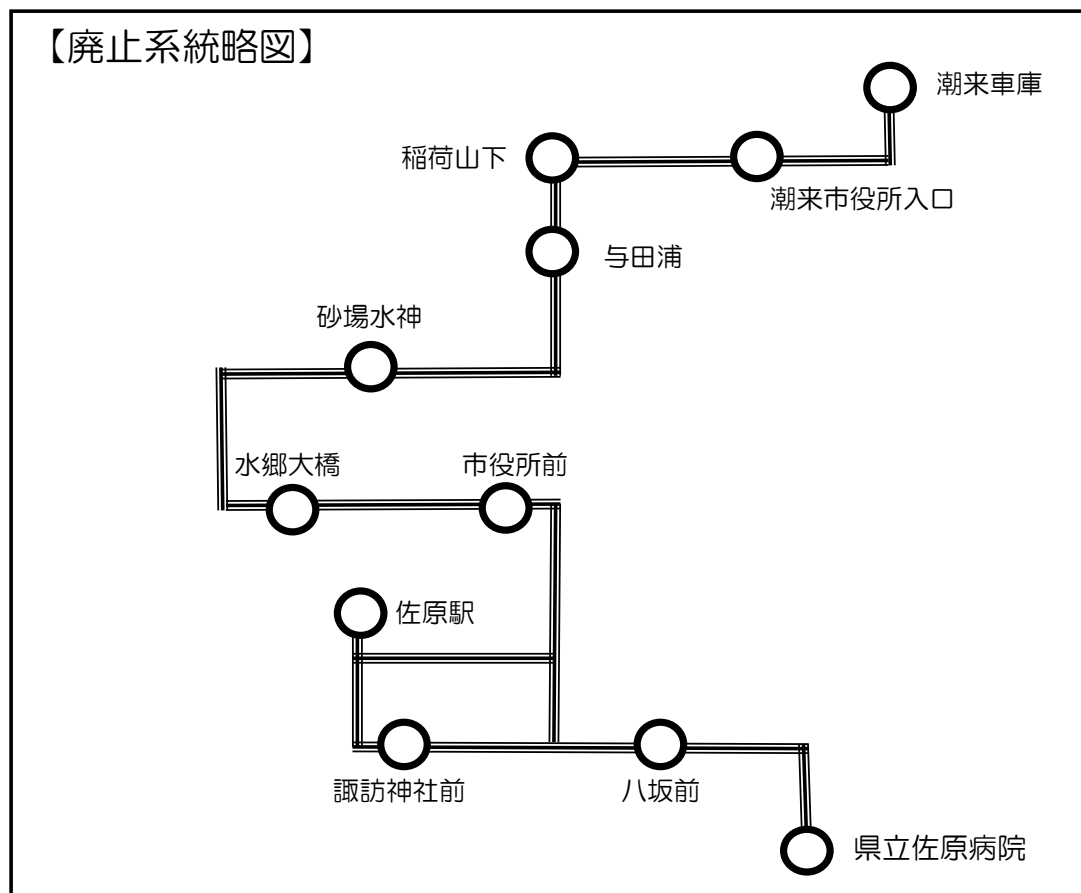 【廃止系統略図】
潮来車庫
稲荷山下
潮来市役所入口
与田浦
砂場水神
水郷大橋
市役所前
佐原駅
諏訪神社前
八坂前
県立佐原病院